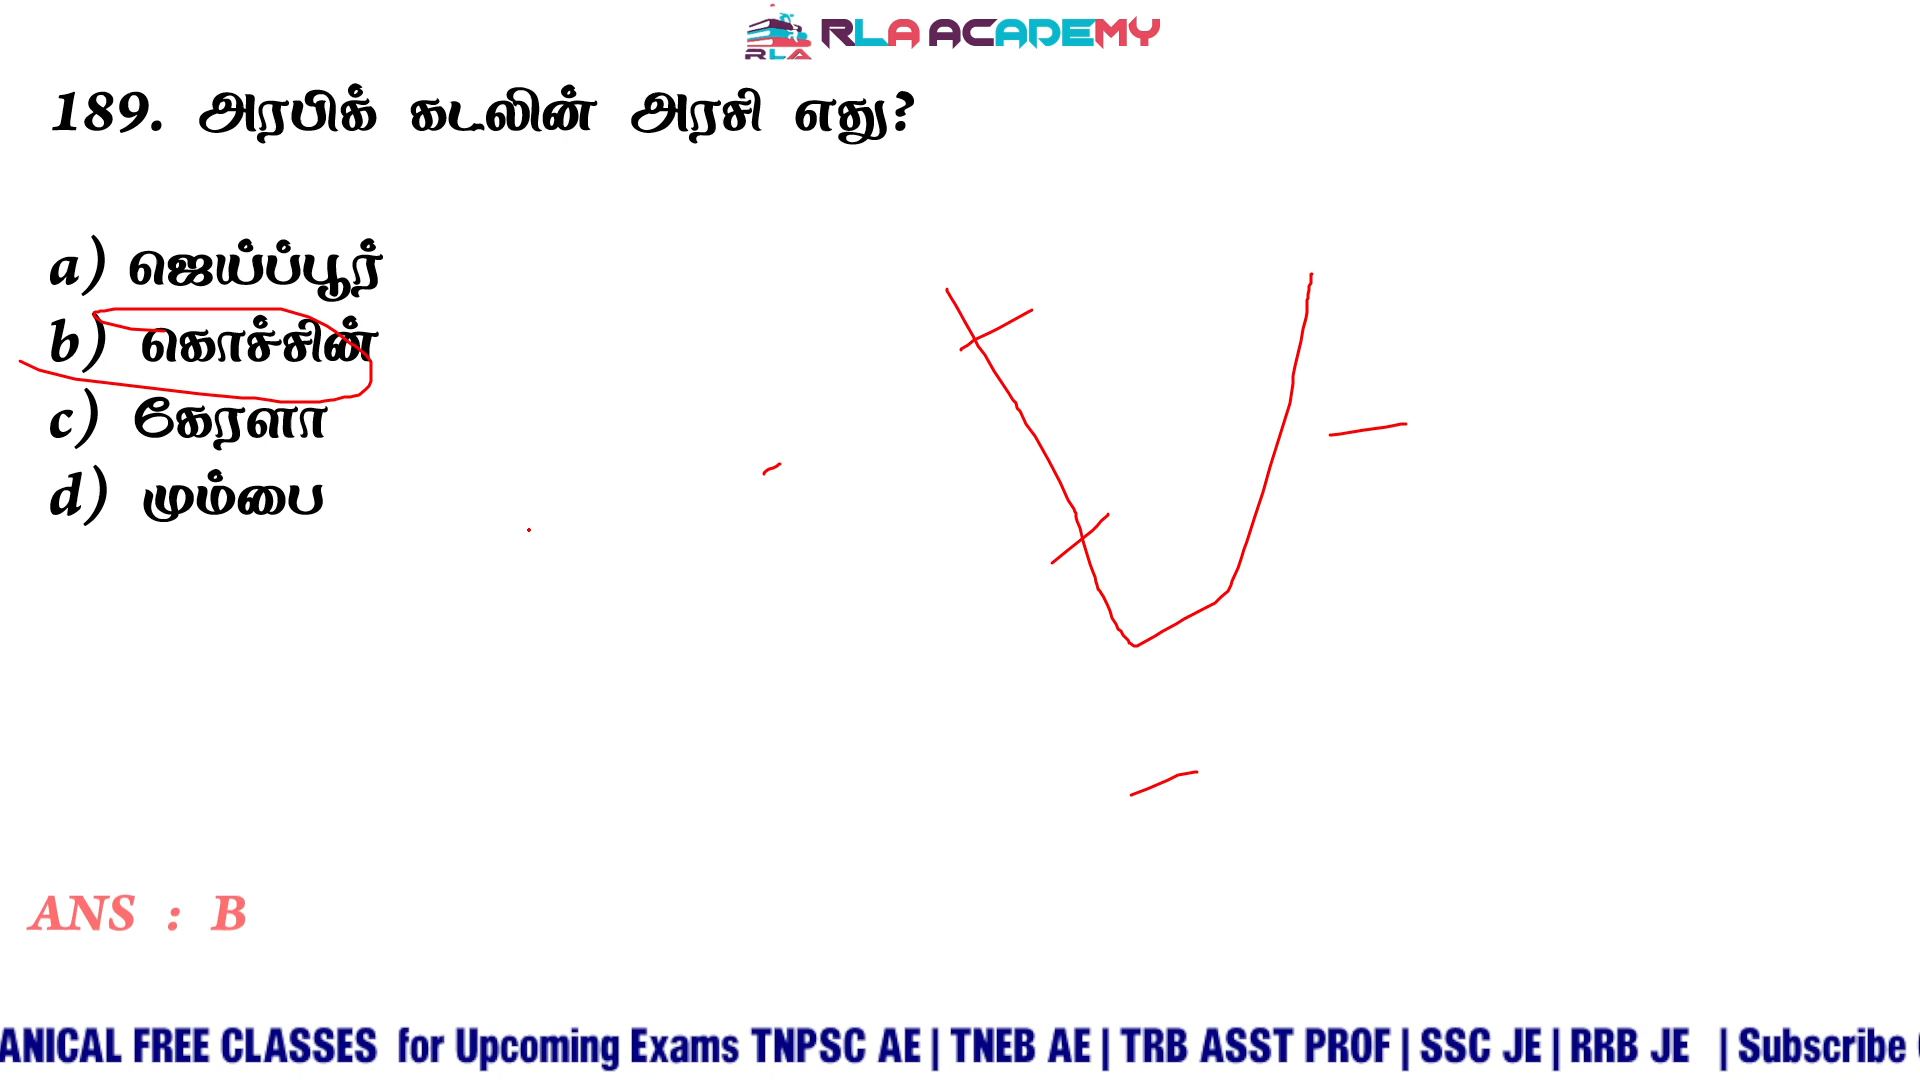 RLA ACADEMY
RLA
189. அரபிக் கடலின் அரசி எது?
a) ஜெய்ப்பூர்
b) கொச்சின்
c) கேரளா
d) மும்பை
ANS : B
ANICAL FREE CLASSES for Upcoming Exams TNPSC AE | TNEB AE | TRB ASST PROF | SSC JE | RRB JE | Subscribe